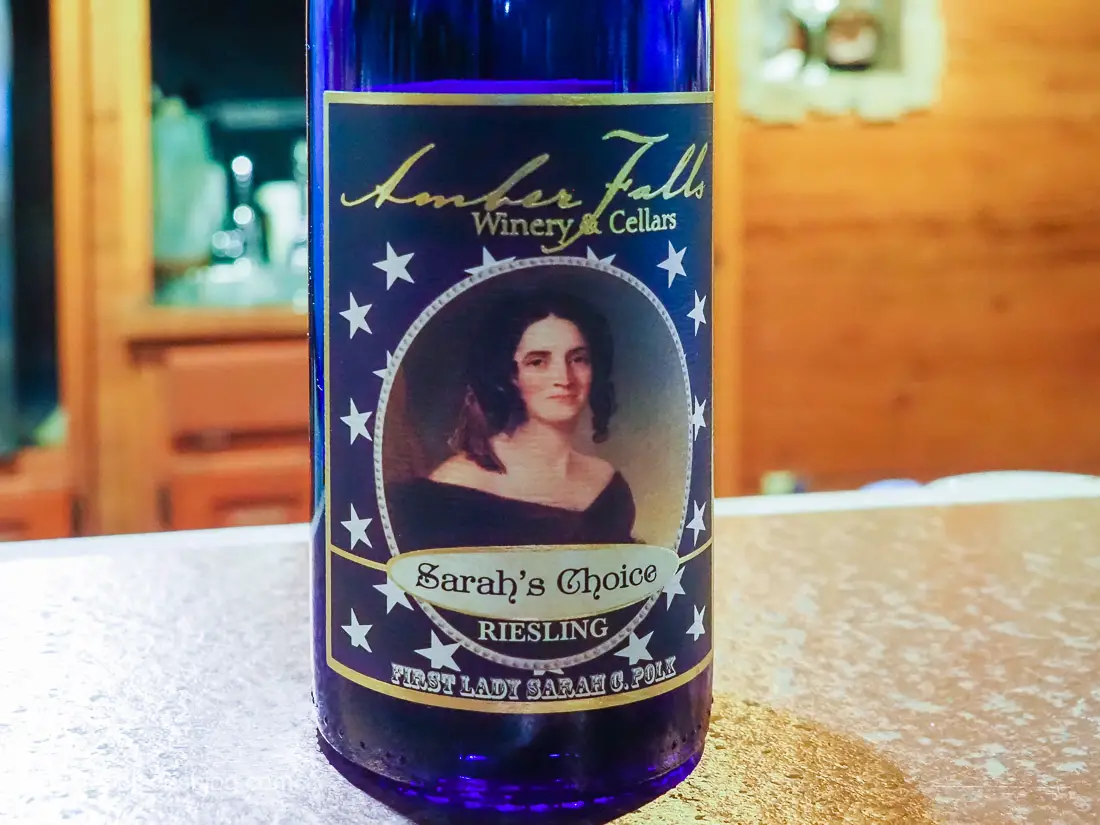 Amber Falls
Winery & Cellars
Sarah's Choice
RIESLING
FIRST LADY SARAH C. POLK